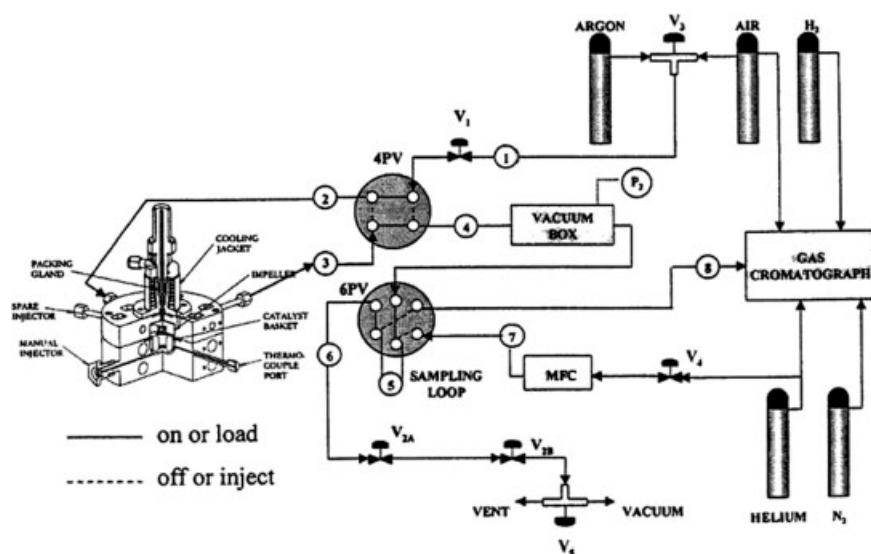 ARGON
V3
AIR
H2
V1
4PV
1
2
P2
4
VACUUM
BOX
COOLING
JACKET
PACKING
GLAND
3
IMPELLER
8
GAS
CROMATOGRAPH
6PV
SPARE
INJECTOR
CATALYST
BASKET
MANUAL
INJECTOR
THERMO-
COUPLE
PORT
6
7
5
SAMPLING
LOOP
MFC
V4
on or load
off or inject
V2A
V2B
VENT
VACUUM
HELIUM
N2